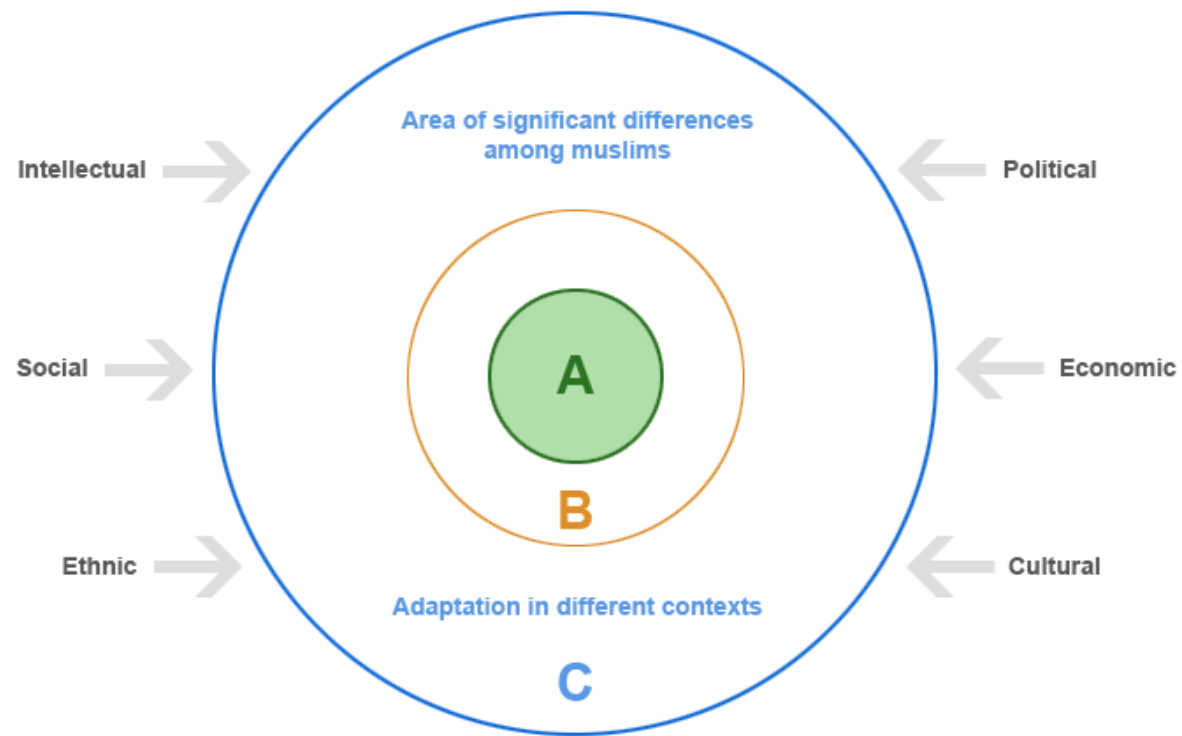 Area of significant differences
among muslims
Intellectual
Political
A
Social
Economic
B
Ethnic
Cultural
Adaptation in different contexts
C